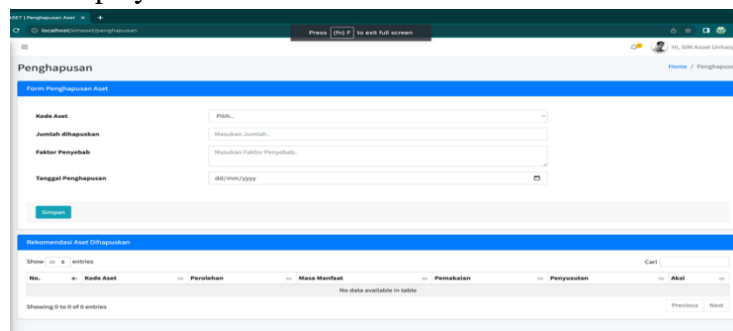 ASET | Penghapusan Aset × +
localhost/simaset/penghapusan
Press (fn) F to exit full screen
Hi, SIM Asset Unhasy
Penghapusan
Home / Penghapusa
Form Penghapusan Aset
Kode Aset Pilih..
Jumlah dihapuskan Masukan Jumlah..
Faktor Penyebab Masukan Faktor Penyebab..
Tanggal Penghapusan dd/mm/yyyy
Simpan
Rekomendasi Aset Dihapuskan
Show 10 entries Cari
No. Kode Aset Perolehan Masa Manfaat Pemakaian Penyusutan Aksi
No data available in table
Showing 0 to 0 of 0 entries Previous Next